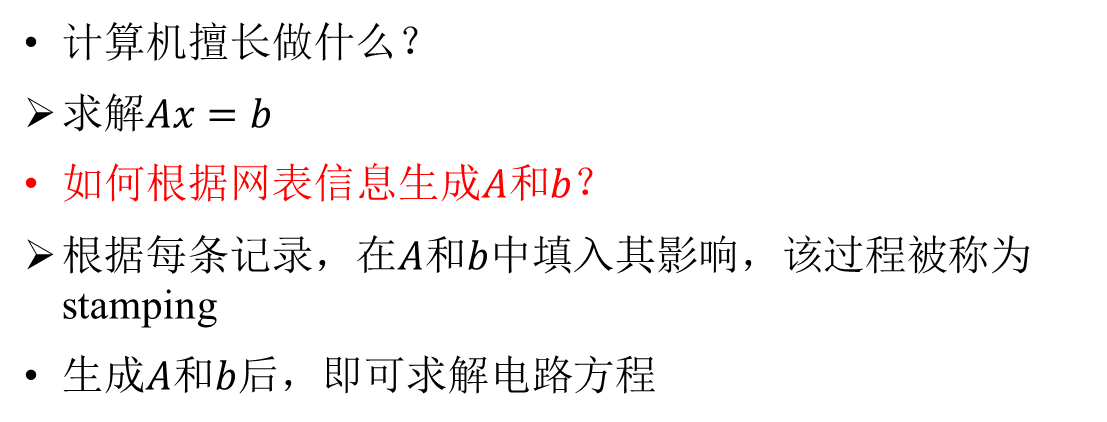 • 计算机擅长做什么？
➢ 求解Ax = b
• 如何根据网表信息生成A和b？
➢ 根据每条记录，在A和b中填入其影响，该过程被称为
stamping
• 生成A和b后，即可求解电路方程